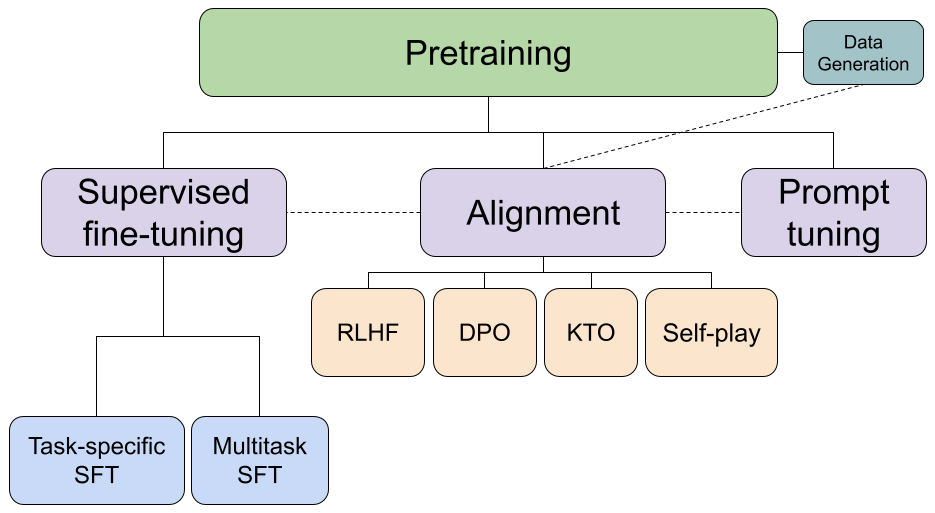 Pretraining
Data
Generation
Supervised
fine-tuning
Alignment
Prompt
tuning
RLHF
DPO
KTO
Self-play
Task-specific
SFT
Multitask
SFT